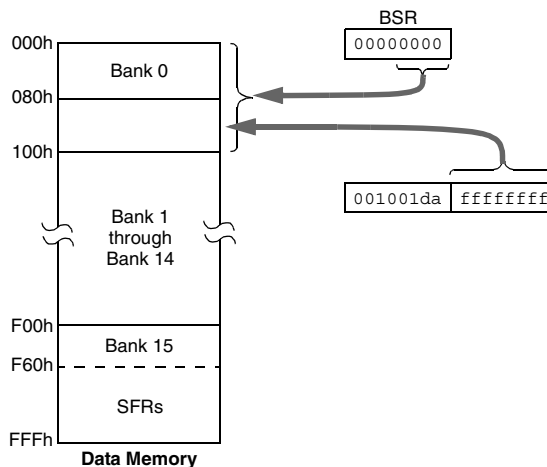 BSR
00000000
000h
Bank 0
080h
100h
001001da ffffffff
Bank 1
through
Bank 14
F00h
Bank 15
F60h
SFRs
FFFh
Data Memory